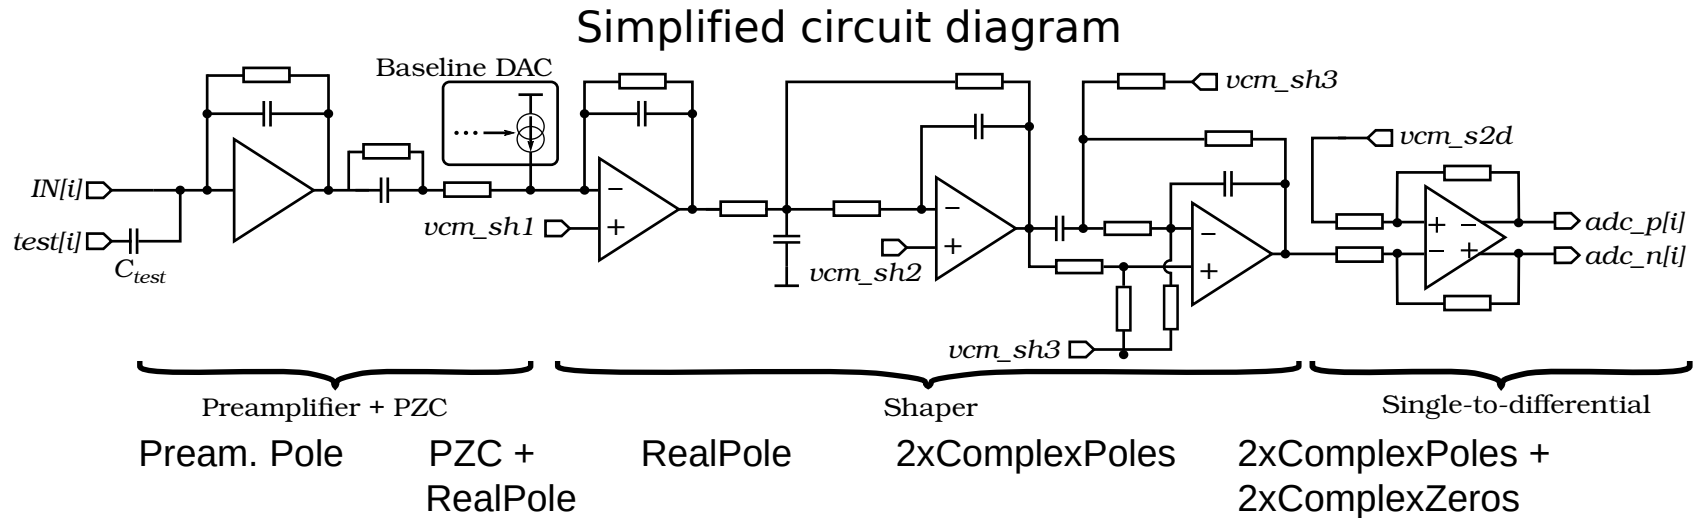 Simplified circuit diagram
Baseline DAC
vcm_sh3
vcm_s2d
IN[i]
vcm_sh1
test[i]
C_test
vcm_sh2
adc_p[i]
adc_n[i]
vcm_sh3
− +
− +
− +
+ −
− +
Preamplifier + PZC
Shaper
Single-to-differential
Pream. Pole
PZC +
RealPole
RealPole
2xComplexPoles
2xComplexPoles +
2xComplexZeros